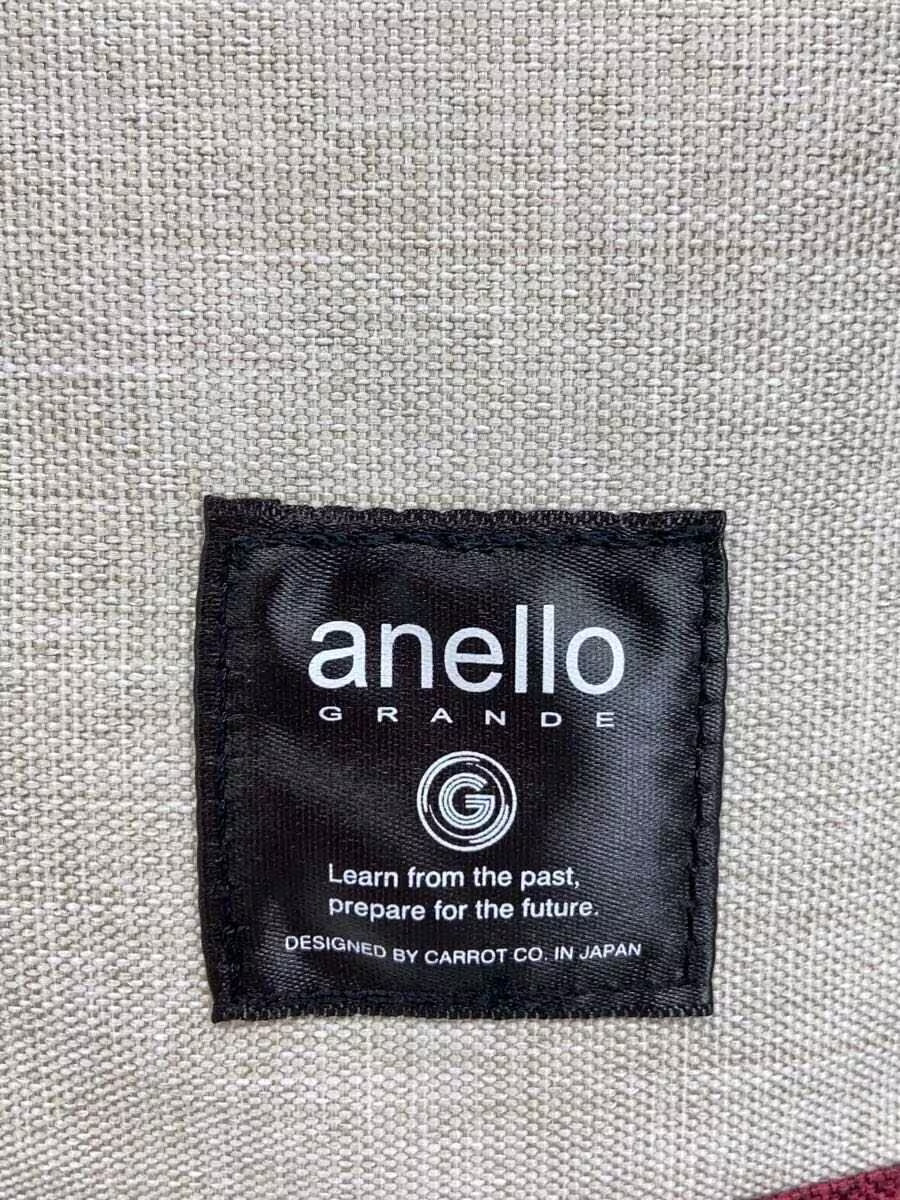 anello
GRANDE
G
Learn from the past,
prepare for the future.
DESIGNED BY CARROT CO. IN JAPAN